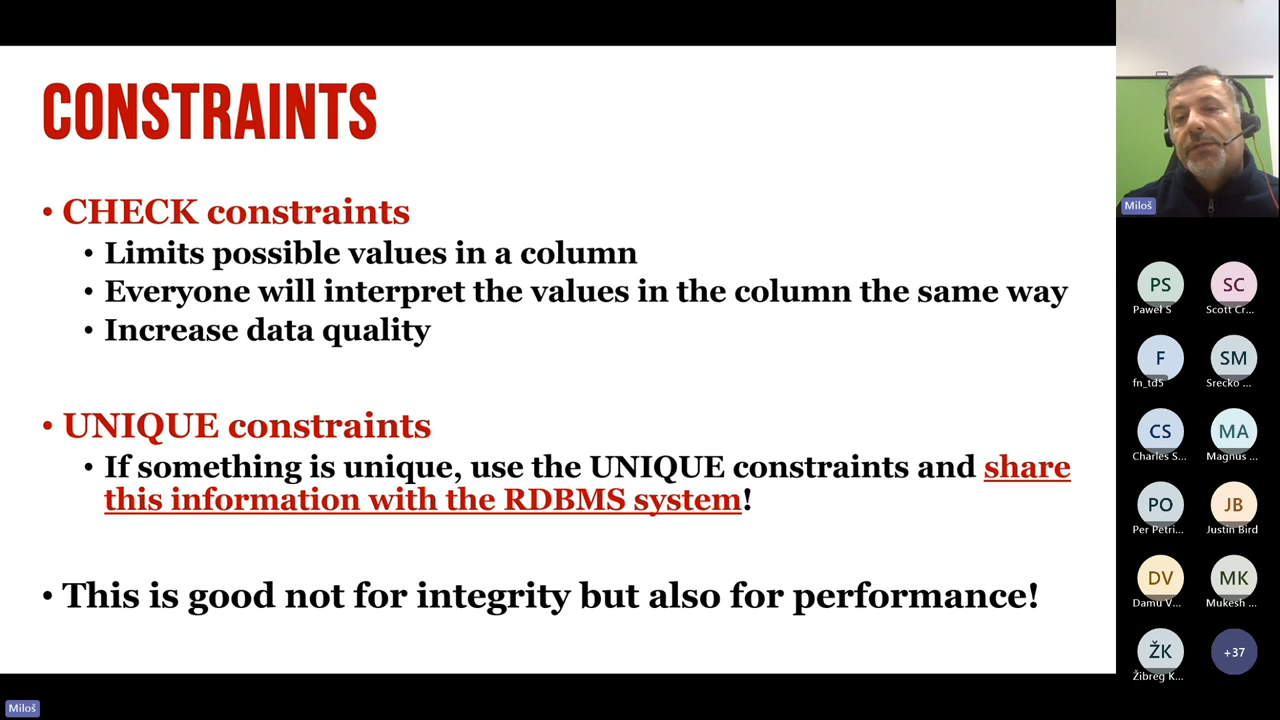 CONSTRAINTS
• CHECK constraints
• Limits possible values in a column
• Everyone will interpret the values in the column the same way
• Increase data quality
• UNIQUE constraints
• If something is unique, use the UNIQUE constraints and share
this information with the RDBMS system!
• This is good not for integrity but also for performance!
Miloš
PS
Paweł S
SC
Scott Cr...
F
fn_td5
SM
Srecko ...
CS
Charles S...
MA
Magnus ...
PO
Per Petri...
JB
Justin Bird
DV
Damu V...
MK
Mukesh ...
ŽK
Žibreg K...
+37
Miloš